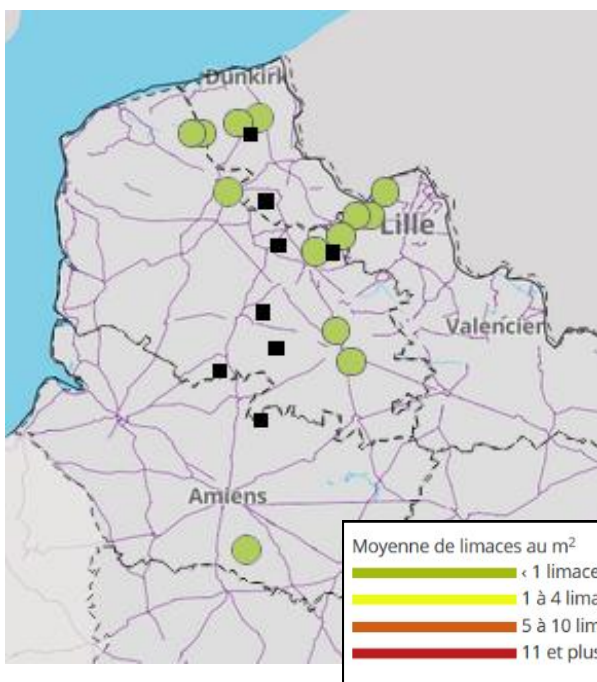 Dunkirk
Lille
Valencien
Amiens
Moyenne de limaces au m²
‹ 1 limace
1 à 4 lima
5 à 10 lim
11 et plus